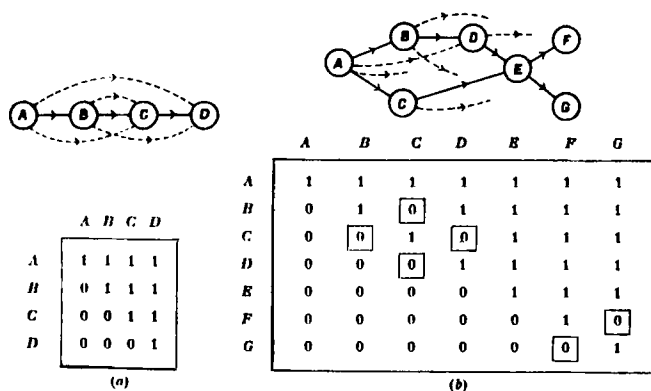 A B C D
A B C D
A 1 1 1 1
B 0 1 1 1
C 0 0 1 1
D 0 0 0 1
(a)
B D F
A E
C G
A B C D E F G
A 1 1 1 1 1 1 1
B 0 1 0 1 1 1 1
C 0 0 1 0 1 1 1
D 0 0 0 1 1 1 1
E 0 0 0 0 1 1 1
F 0 0 0 0 0 1 0
G 0 0 0 0 0 0 1
(b)